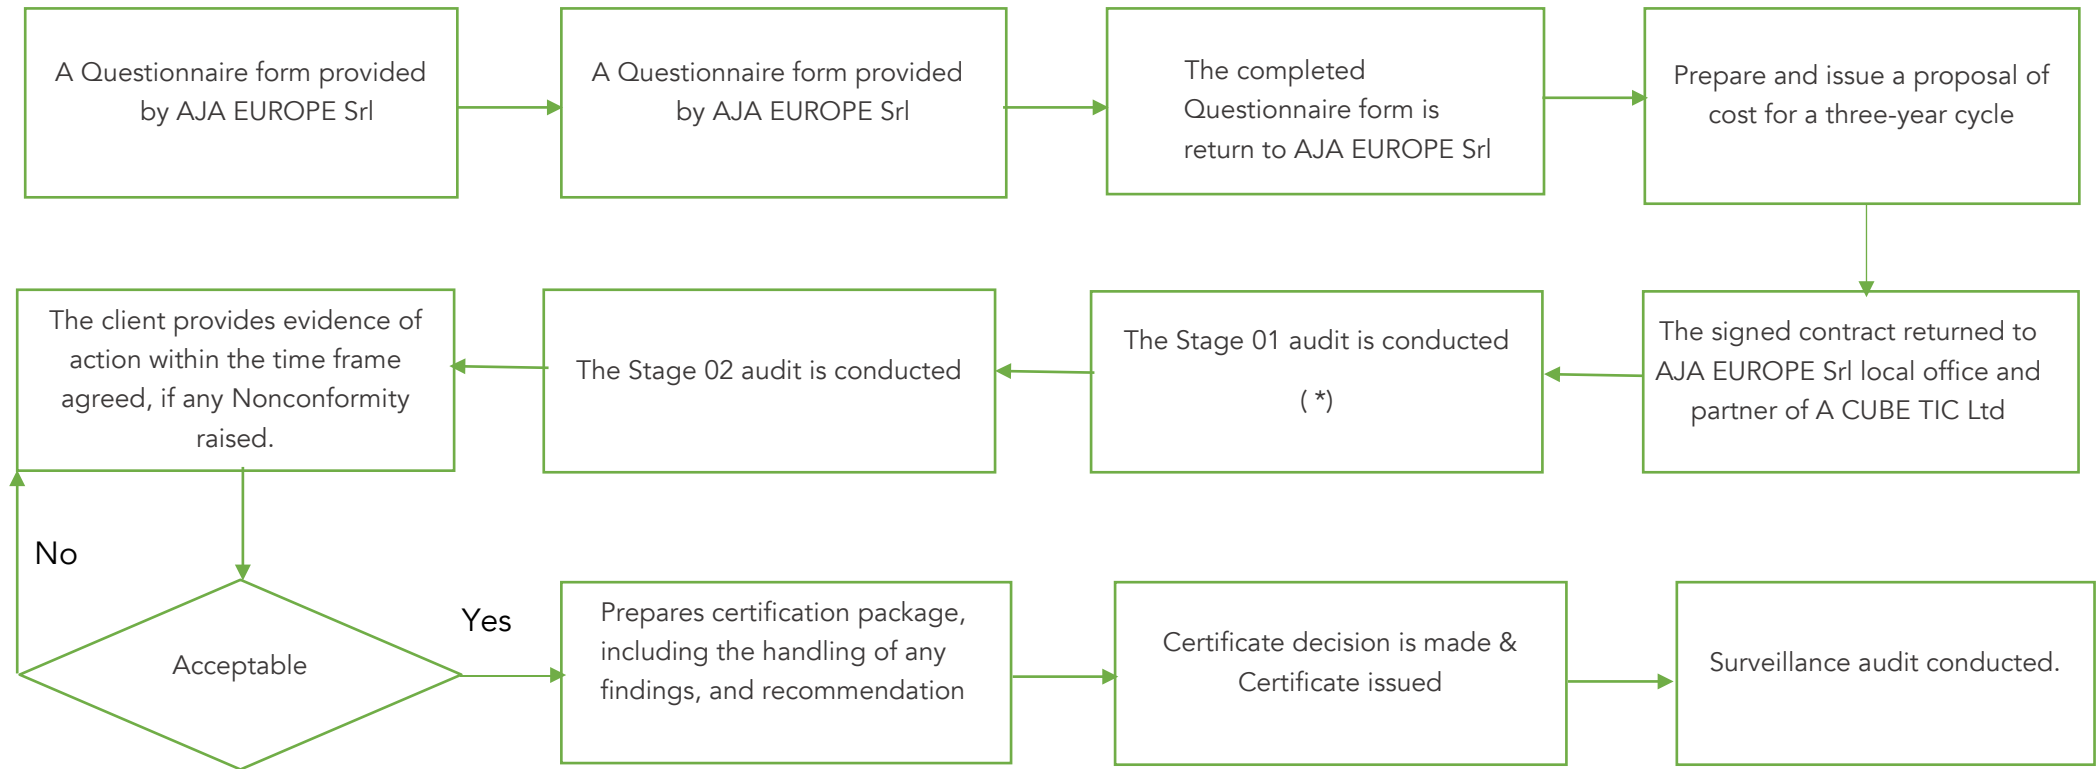 A Questionnaire form provided
by AJA EUROPE Srl
A Questionnaire form provided
by AJA EUROPE Srl
The completed
Questionnaire form is
return to AJA EUROPE Srl
Prepare and issue a proposal of
cost for a three-year cycle
The signed contract returned to
AJA EUROPE Srl local office and
partner of A CUBE TIC Ltd
The Stage 01 audit is conducted
( *)
The Stage 02 audit is conducted
The client provides evidence of
action within the time frame
agreed, if any Nonconformity
raised.
No
Acceptable
Yes
Prepares certification package,
including the handling of any
findings, and recommendation
Certificate decision is made &
Certificate issued
Surveillance audit conducted.